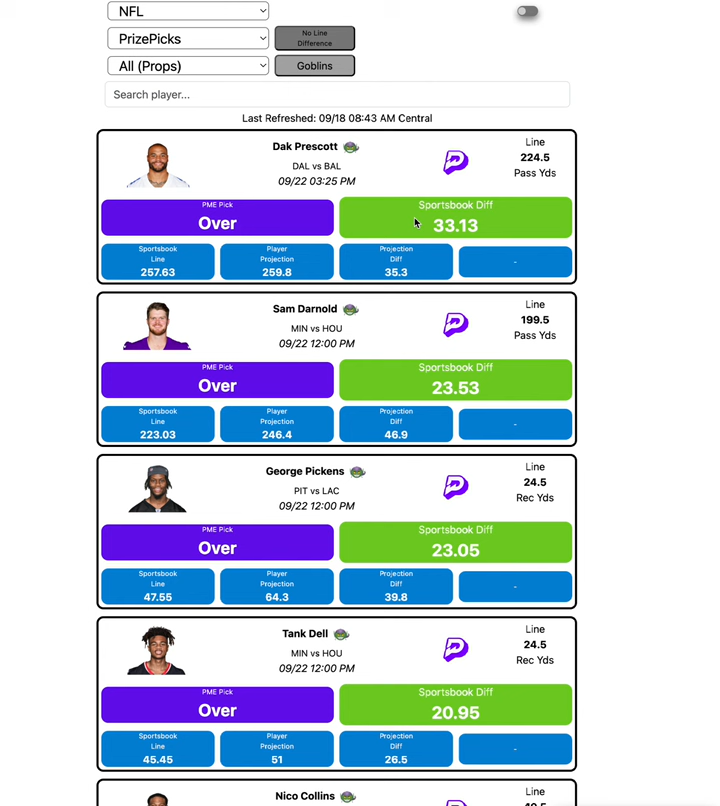 NFL
PrizePicks
No Line
Difference
All (Props)
Goblins
Search player...
Last Refreshed: 09/18 08:43 AM Central
Dak Prescott
DAL vs BAL
09/22 03:25 PM
Line
224.5
Pass Yds
PME Pick
Over
Sportsbook Diff
33.13
Sportsbook
Line
257.63
Player
Projection
259.8
Projection
Diff
35.3
-
Sam Darnold
MIN vs HOU
09/22 12:00 PM
Line
199.5
Pass Yds
PME Pick
Over
Sportsbook Diff
23.53
Sportsbook
Line
223.03
Player
Projection
246.4
Projection
Diff
46.9
-
George Pickens
PIT vs LAC
09/22 12:00 PM
Line
24.5
Rec Yds
PME Pick
Over
Sportsbook Diff
23.05
Sportsbook
Line
47.55
Player
Projection
64.3
Projection
Diff
39.8
-
Tank Dell
MIN vs HOU
09/22 12:00 PM
Line
24.5
Rec Yds
PME Pick
Over
Sportsbook Diff
20.95
Sportsbook
Line
45.45
Player
Projection
51
Projection
Diff
26.5
-
Nico Collins
Line